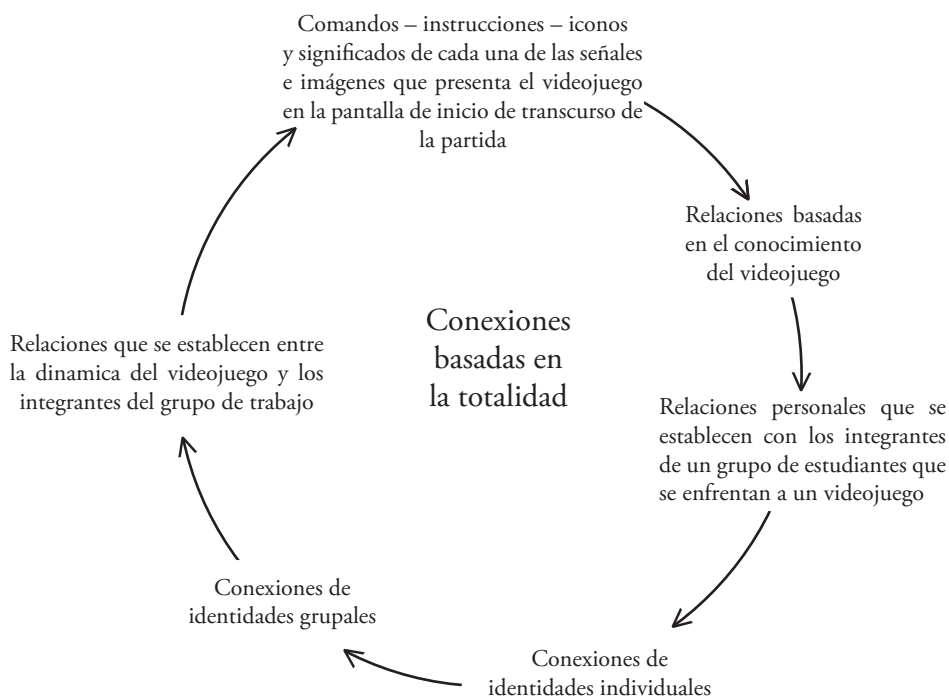 Comandos – instrucciones – iconos
y significados de cada una de las señales
e imágenes que presenta el videojuego
en la pantalla de inicio de transcurso de
la partida
Relaciones basadas
en el conocimiento
del videojuego
Relaciones personales que se
establecen con los integrantes
de un grupo de estudiantes que
se enfrentan a un videojuego
Conexiones de
identidades individuales
Conexiones de
identidades grupales
Relaciones que se establecen entre
la dinamica del videojuego y los
integrantes del grupo de trabajo
Conexiones
basadas en
la totalidad